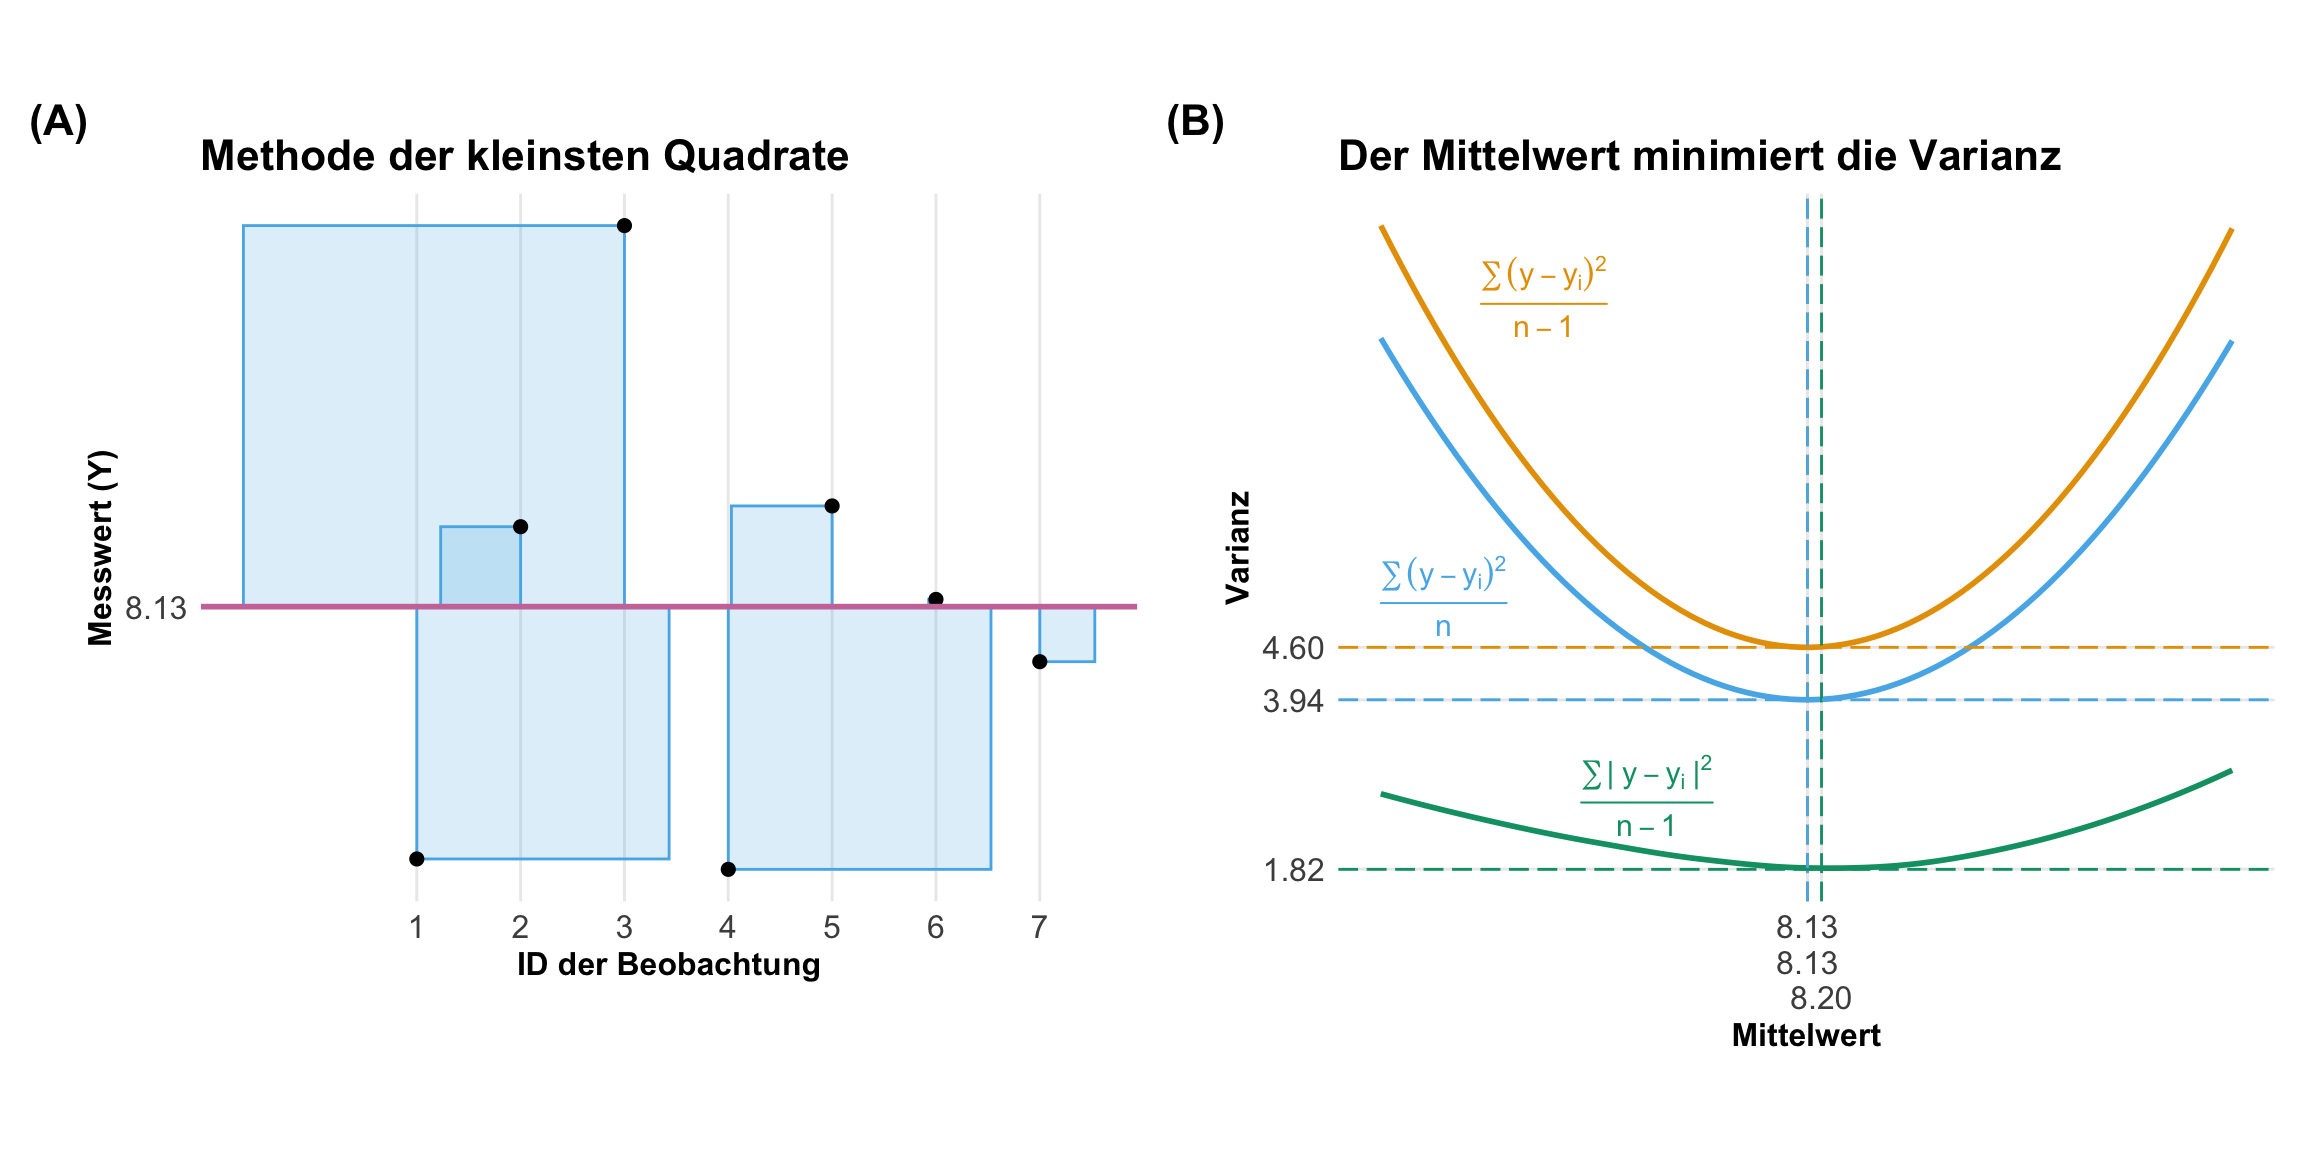 (A)
Methode der kleinsten Quadrate
Messwert (Y)
8.13
1 2 3 4 5 6 7
ID der Beobachtung
(B)
Der Mittelwert minimiert die Varianz
Varianz
∑(y − yᵢ)²
n − 1
∑(y − yᵢ)²
n
4.60
3.94
∑| y − yᵢ |²
n − 1
1.82
8.13
8.13
8.20
Mittelwert